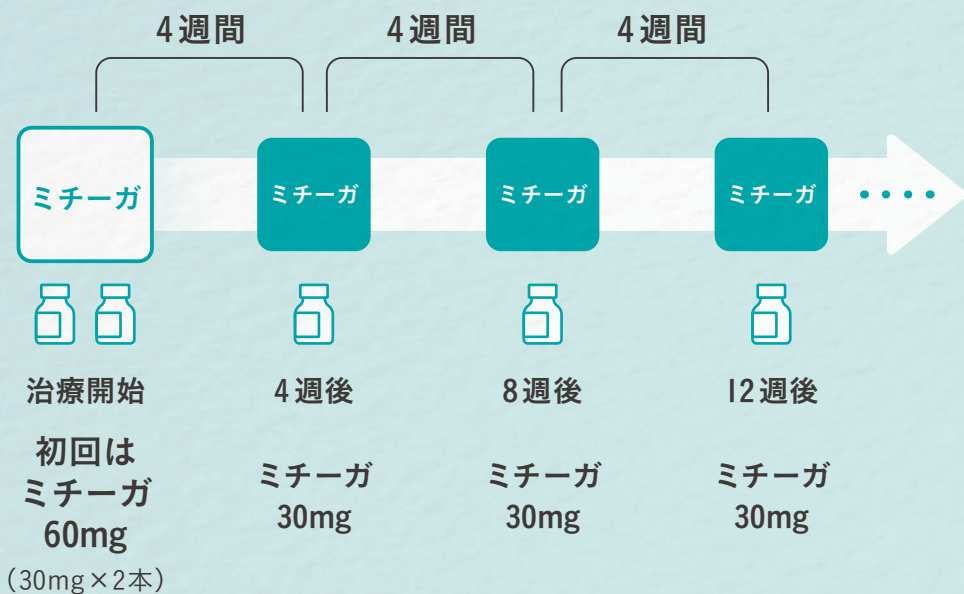 4週間 4週間 4週間
ミチーガ ミチーガ ミチーガ ミチーガ ••••
治療開始 4週後 8週後 12週後
初回は
ミチーガ
60mg
(30mg×2本)
ミチーガ
30mg
ミチーガ
30mg
ミチーガ
30mg